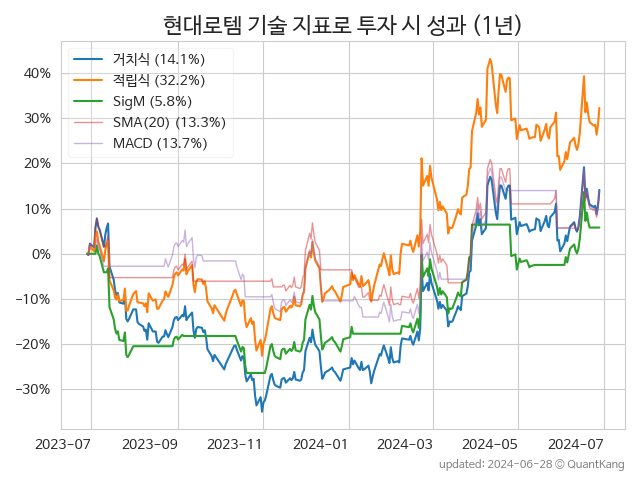 현대로템 기술 지표로 투자 시 성과 (1년)
거치식 (14.1%)
적립식 (32.2%)
SigM (5.8%)
SMA(20) (13.3%)
MACD (13.7%)
40%
30%
20%
10%
0%
−10%
−20%
−30%
2023-07 2023-09 2023-11 2024-01 2024-03 2024-05 2024-07
updated: 2024-06-28 ⓒ QuantKang